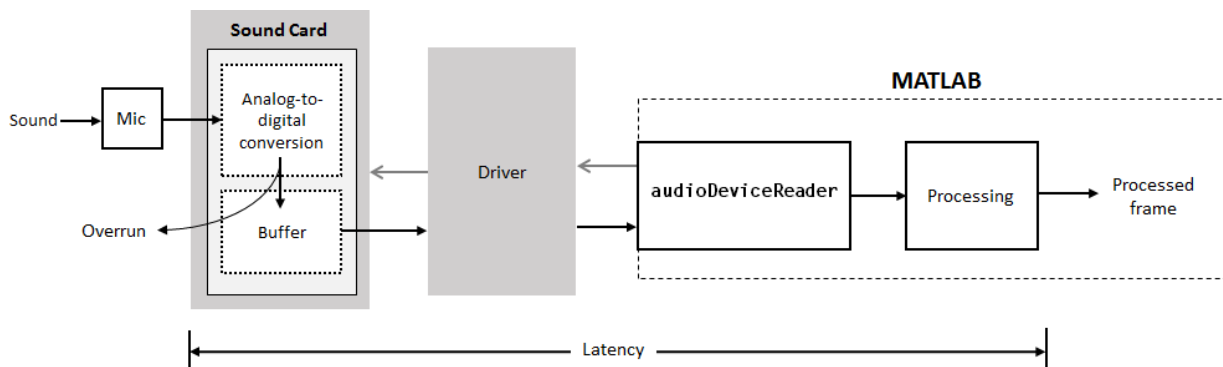 Sound Card
MATLAB
Sound
Mic
Analog-to-
digital
conversion
Driver
audioDeviceReader
Processing
Processed
frame
Overrun
Buffer
Latency